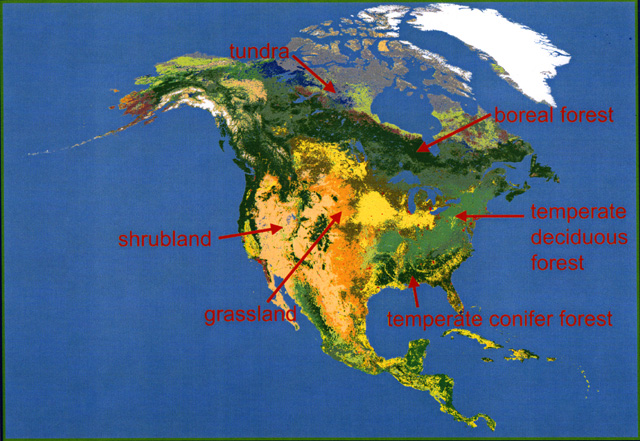 tundra
boreal forest
temperate
deciduous
forest
shrubland
grassland
temperate conifer forest